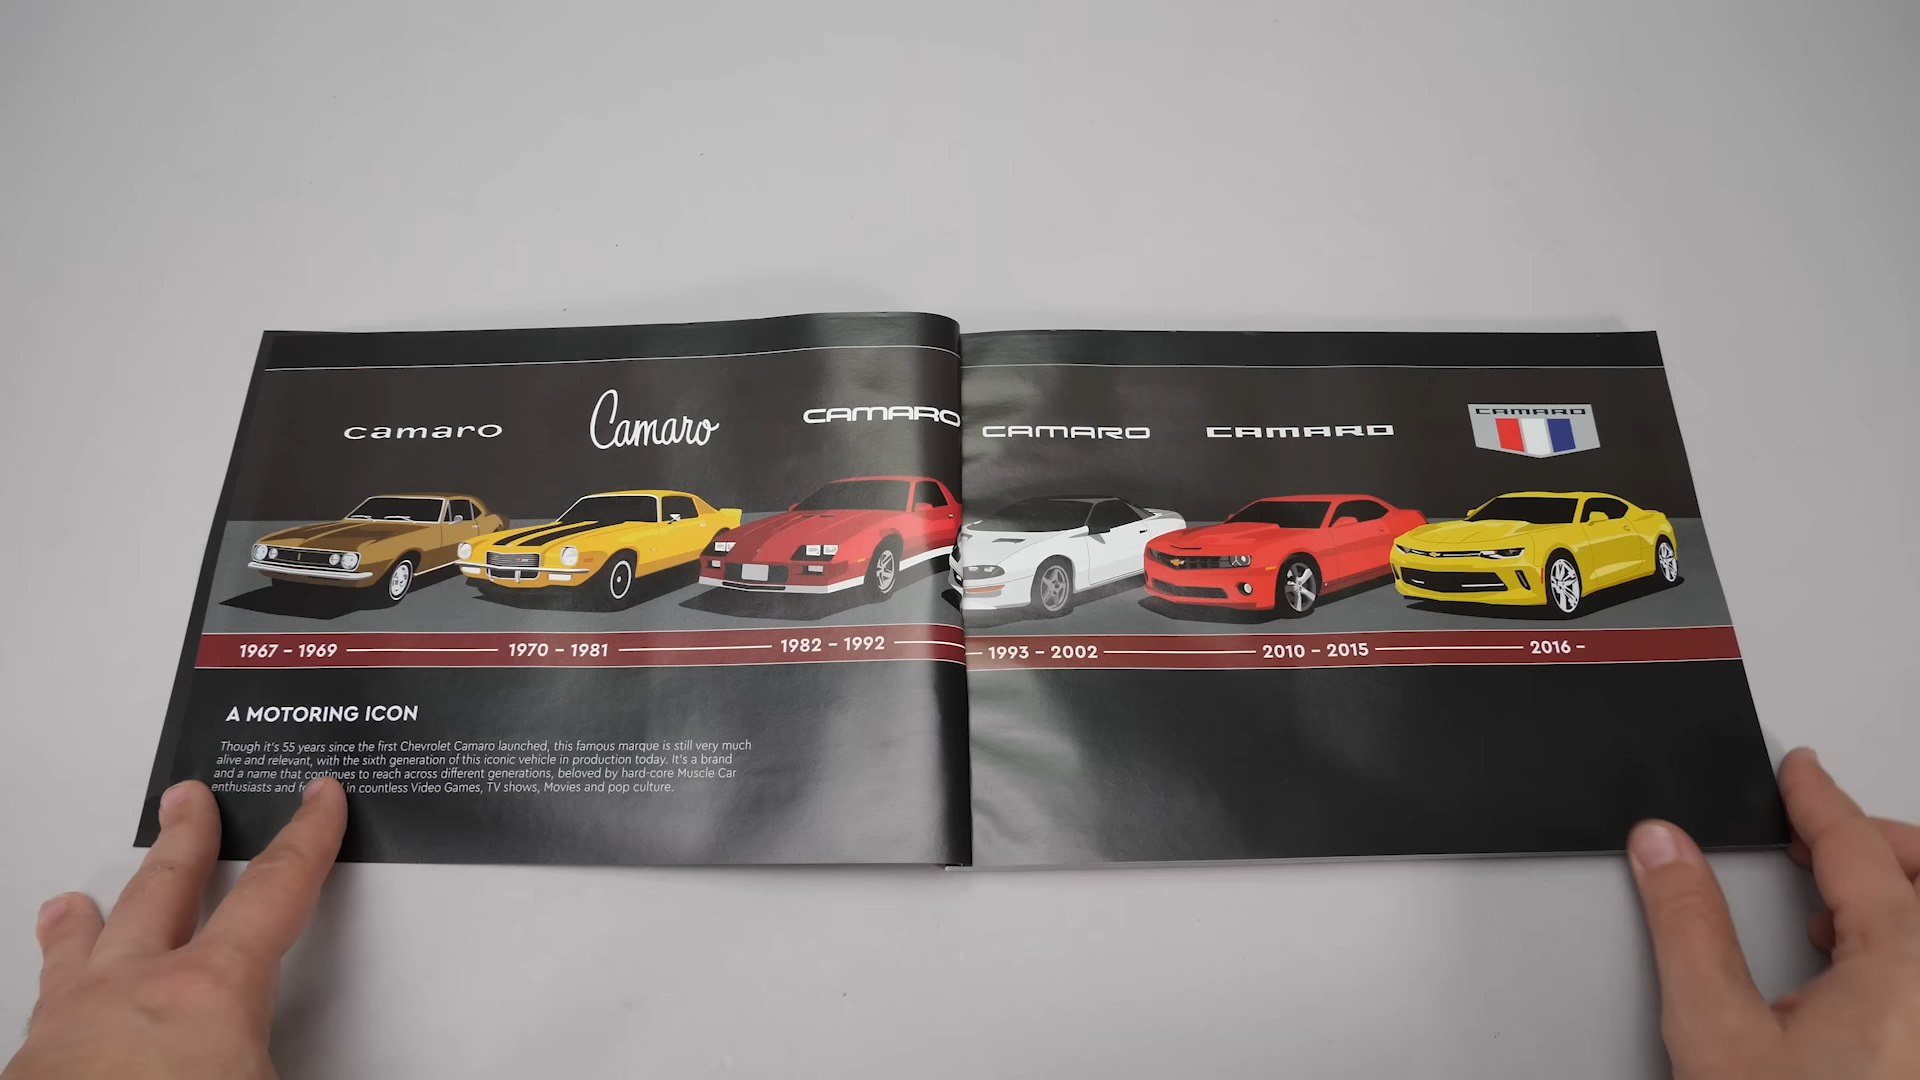 camaro
Camaro
CAMARO
CAMARO
CAMARO
CAMARO
1967 – 1969
1970 – 1981
1982 – 1992
1993 – 2002
2010 – 2015
2016 –
A MOTORING ICON
Though it's 55 years since the first Chevrolet Camaro launched, this famous marque is still very much
alive and relevant, with the sixth generation of this iconic vehicle in production today. It's a brand
and a name that continues to reach across different generations, beloved by hard-core Muscle Car
enthusiasts and in countless Video Games, TV shows, Movies and pop culture.